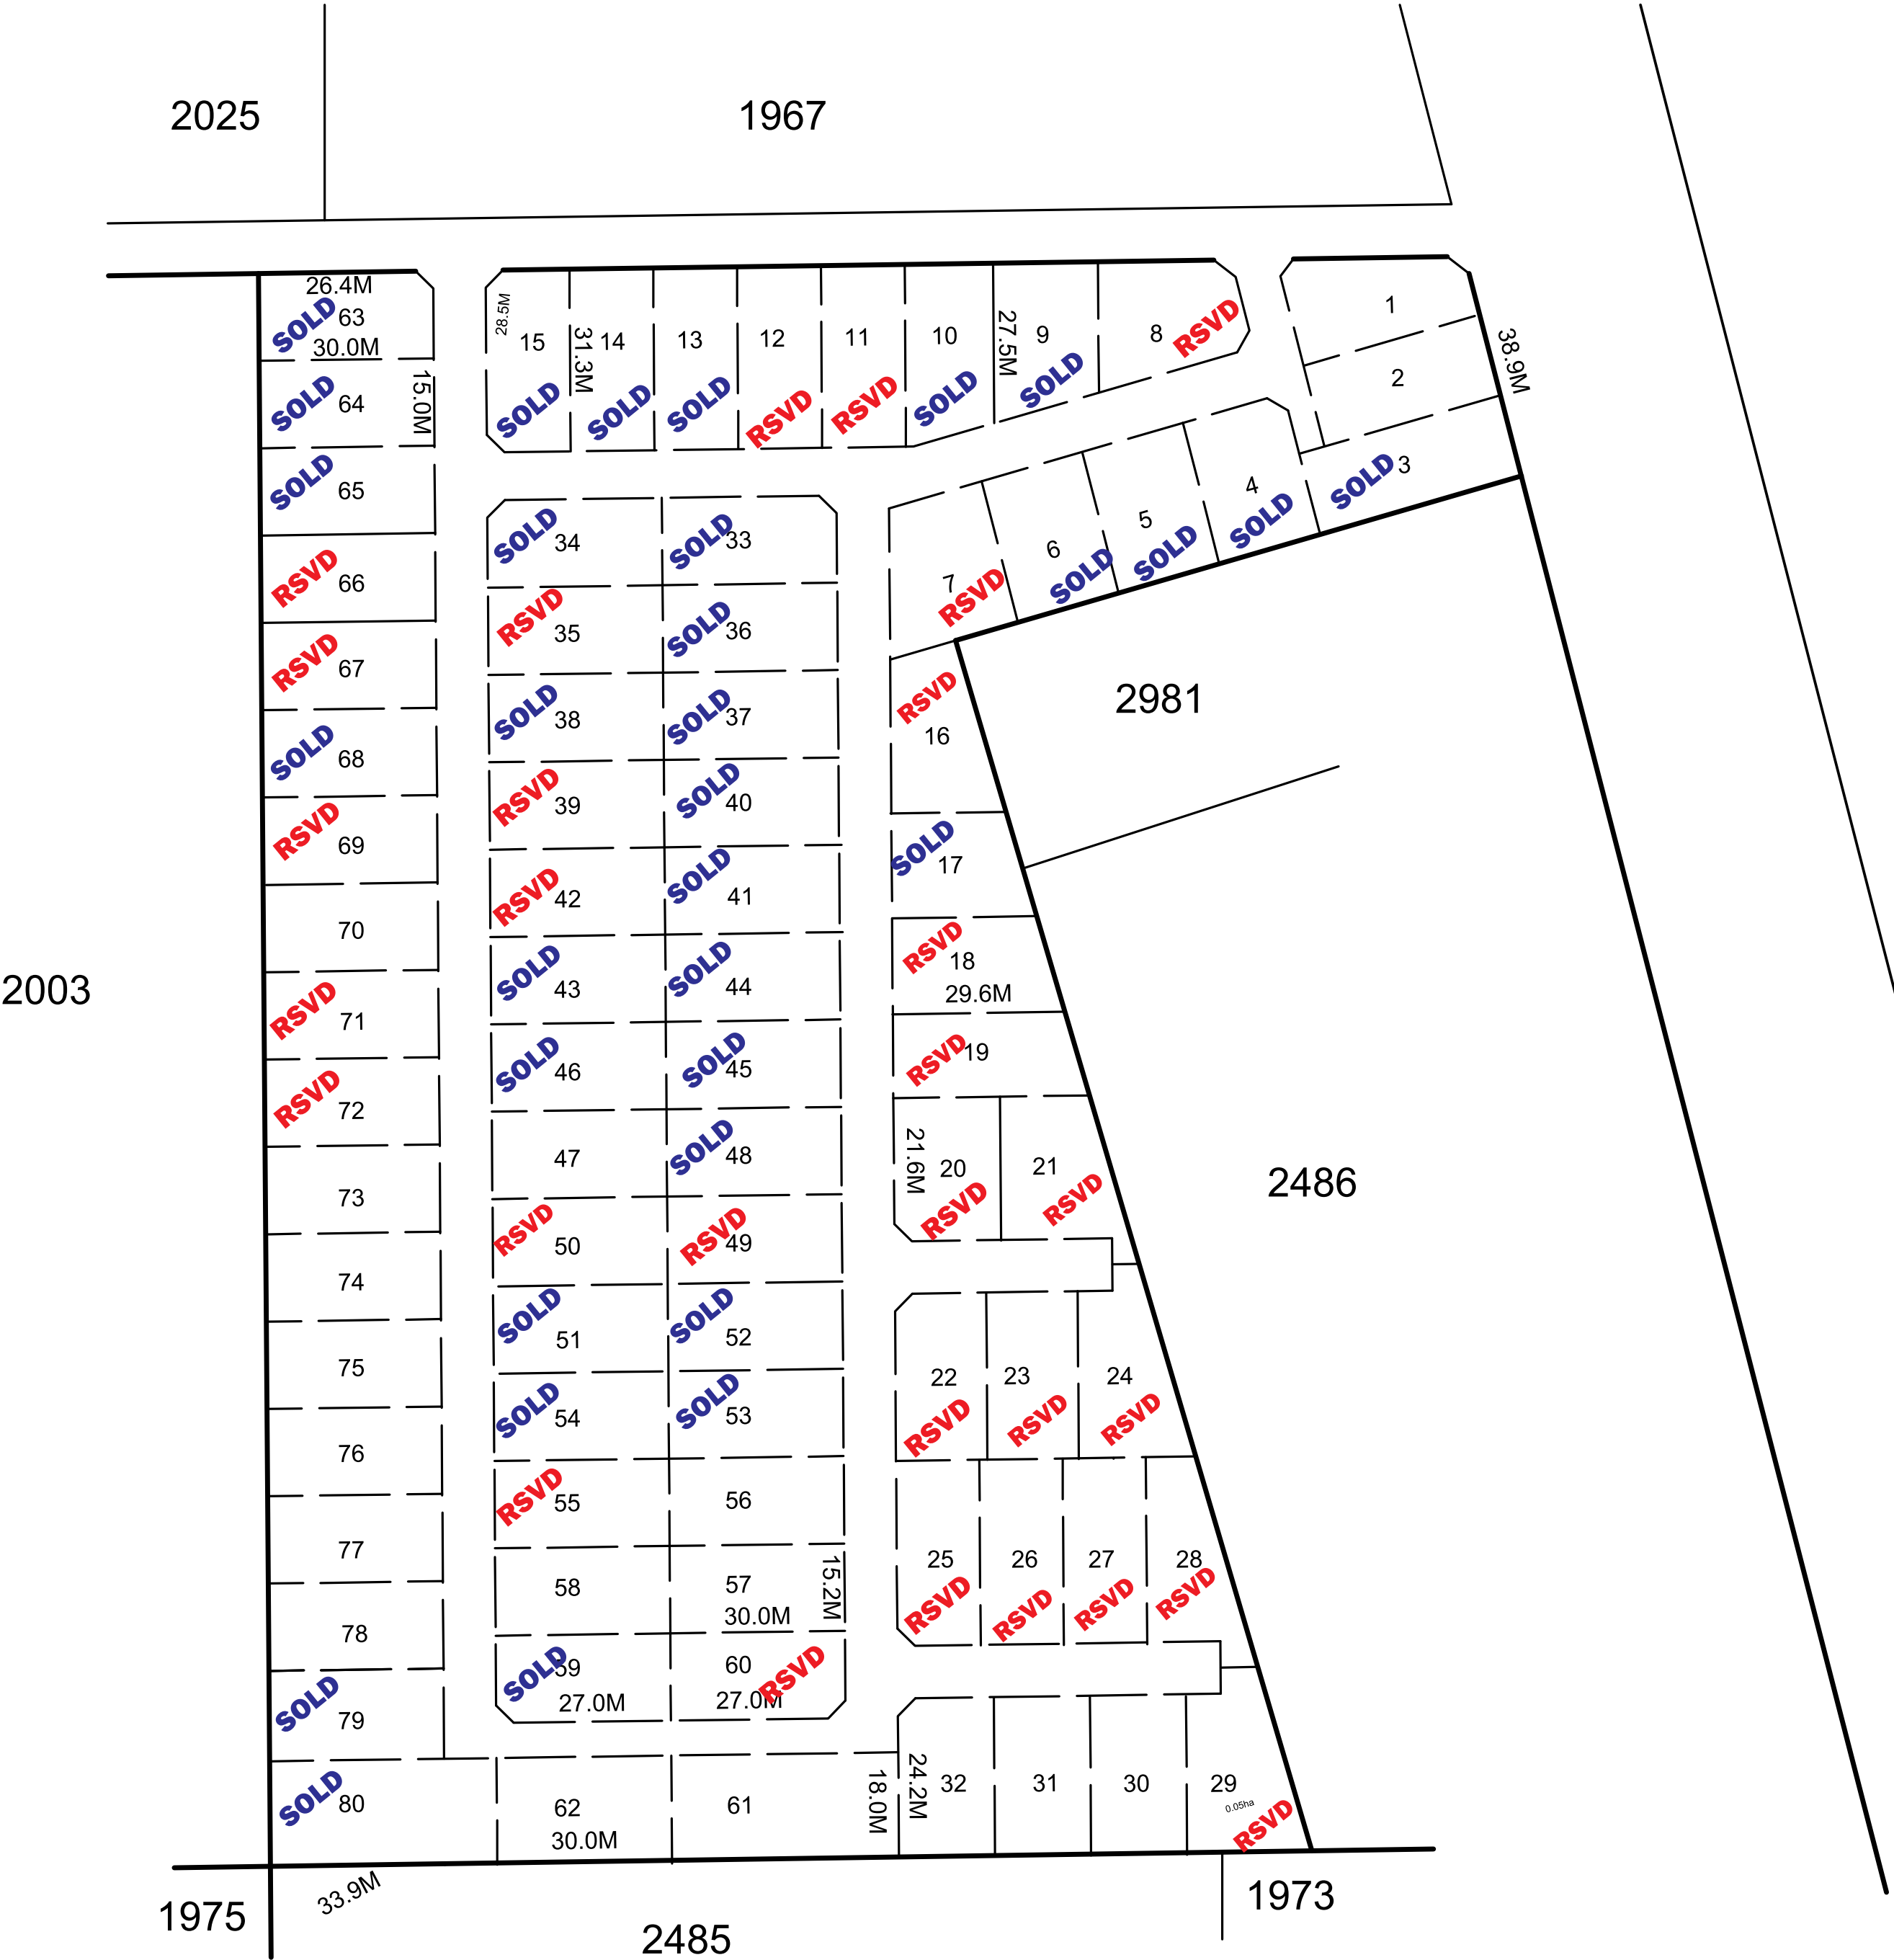 2025
1967
26.4M
SOLD
63
30.0M
SOLD
64
15.0M
SOLD
65
RSVD
66
RSVD
67
SOLD
68
RSVD
69
70
RSVD
71
RSVD
72
73
74
75
76
77
78
SOLD
79
SOLD
80
28.5M
15
SOLD
31.3M
14
SOLD
13
SOLD
12
RSVD
11
RSVD
10
SOLD
27.5M
9
SOLD
8
RSVD
1
2
38.9M
3
SOLD
4
SOLD
5
SOLD
6
SOLD
7
RSVD
SOLD
34
SOLD
33
RSVD
35
SOLD
36
SOLD
38
SOLD
37
RSVD
39
SOLD
40
RSVD
42
SOLD
41
SOLD
43
SOLD
44
SOLD
46
SOLD
45
47
SOLD
48
RSVD
50
RSVD
49
SOLD
51
SOLD
52
SOLD
54
SOLD
53
RSVD
55
56
58
57
30.0M
15.2M
SOLD
59
27.0M
60
RSVD
27.0M
62
30.0M
61
18.0M
RSVD
16
SOLD
17
RSVD
18
29.6M
RSVD
19
21.6M
20
RSVD
21
RSVD
22
RSVD
23
RSVD
24
RSVD
25
RSVD
26
RSVD
27
RSVD
28
RSVD
24.2M
32
31
30
29
0.05ha
RSVD
2981
2486
2003
1975
33.9M
2485
1973